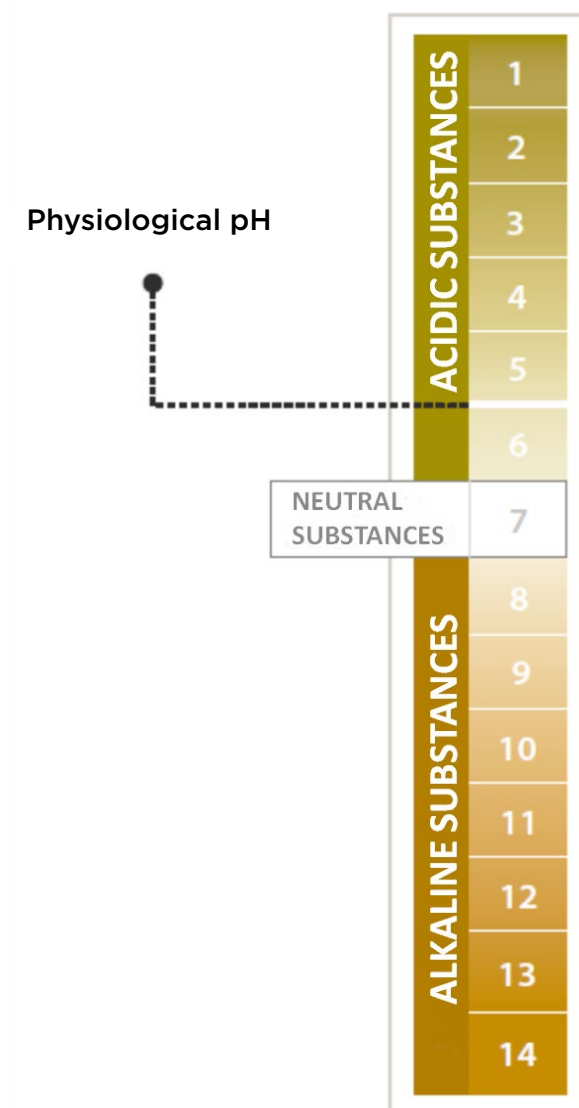 Physiological pH
ACIDIC SUBSTANCES
1
2
3
4
5
6
NEUTRAL
SUBSTANCES
7
ALKALINE SUBSTANCES
8
9
10
11
12
13
14